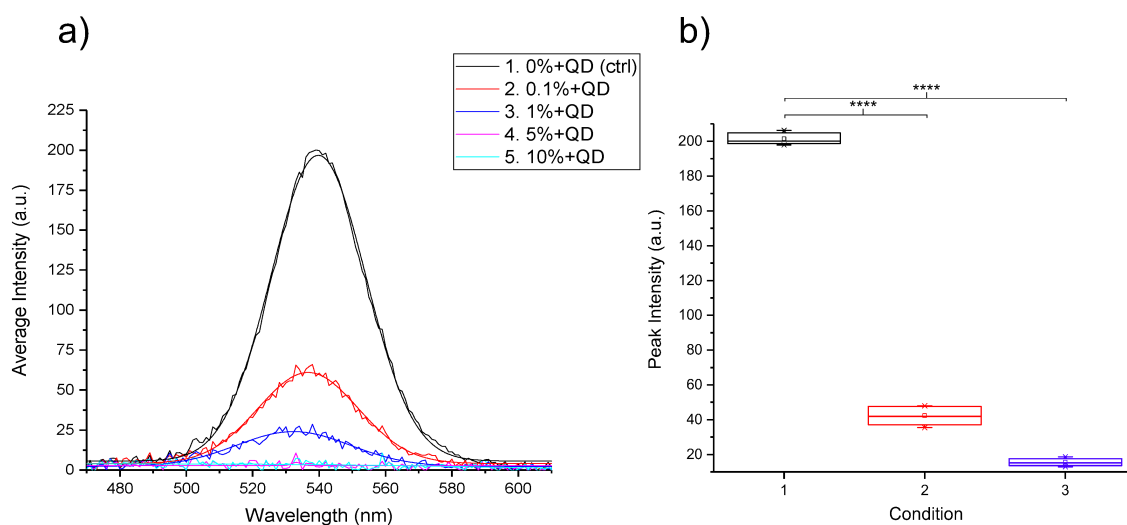 a)
1. 0%+QD (ctrl)
2. 0.1%+QD
3. 1%+QD
4. 5%+QD
5. 10%+QD
225
200
175
150
125
100
75
50
25
0
Average Intensity (a.u.)
480 500 520 540 560 580 600
Wavelength (nm)
b)
****
****
200
180
160
140
120
100
80
60
40
20
Peak Intensity (a.u.)
1 2 3
Condition